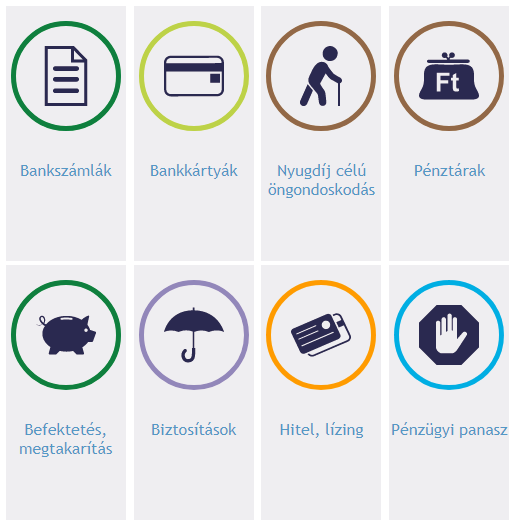 Bankszámlák
Bankkártyák
Nyugdíj célú
öngondoskodás
Ft
Pénztárak
Befektetés,
megtakarítás
Biztosítások
Hitel, lízing
Pénzügyi panasz